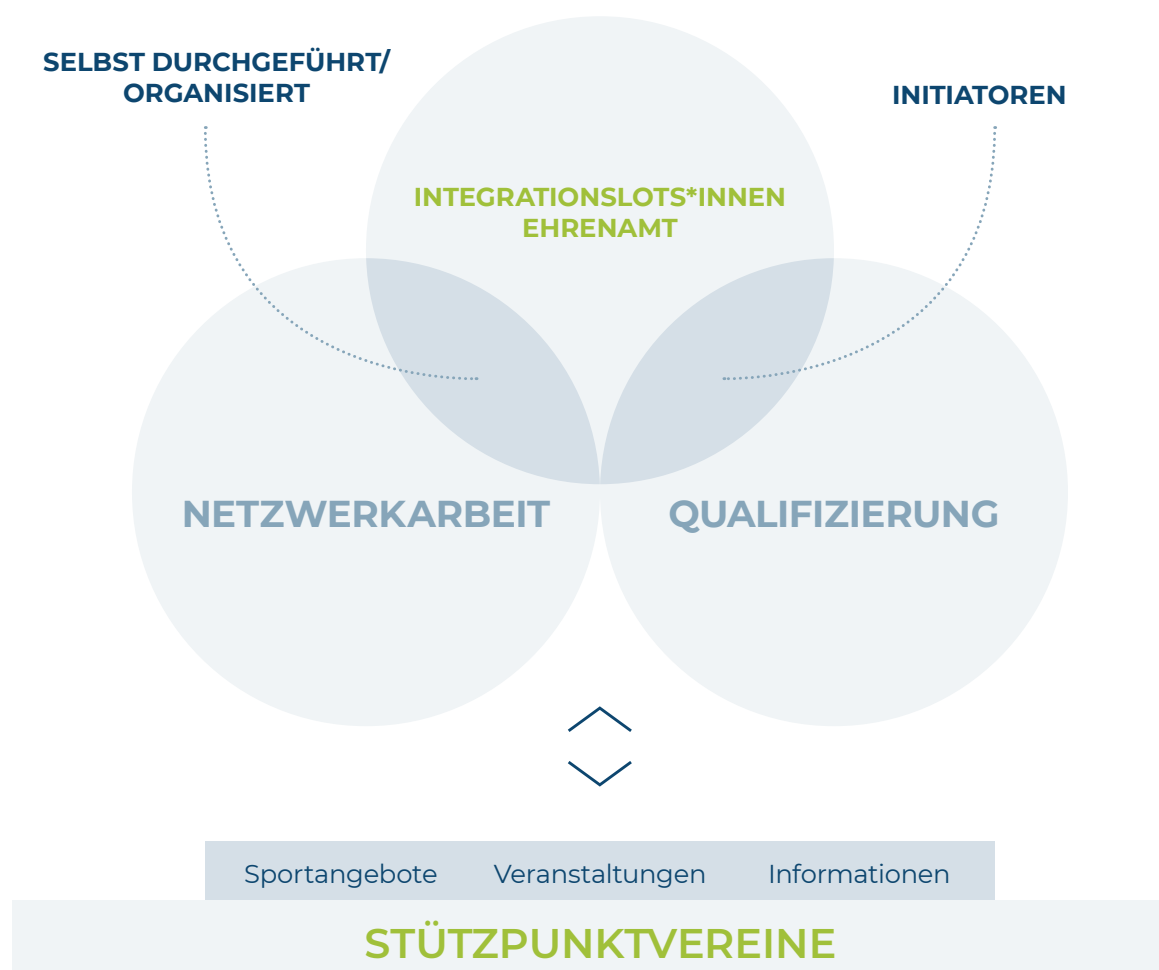 SELBST DURCHGEFÜHRT/
ORGANISIERT
INITIATOREN
INTEGRATIONSLOTS*INNEN
EHRENAMT
NETZWERKARBEIT
QUALIFIZIERUNG
Sportangebote
Veranstaltungen
Informationen
STÜTZPUNKTVEREINE